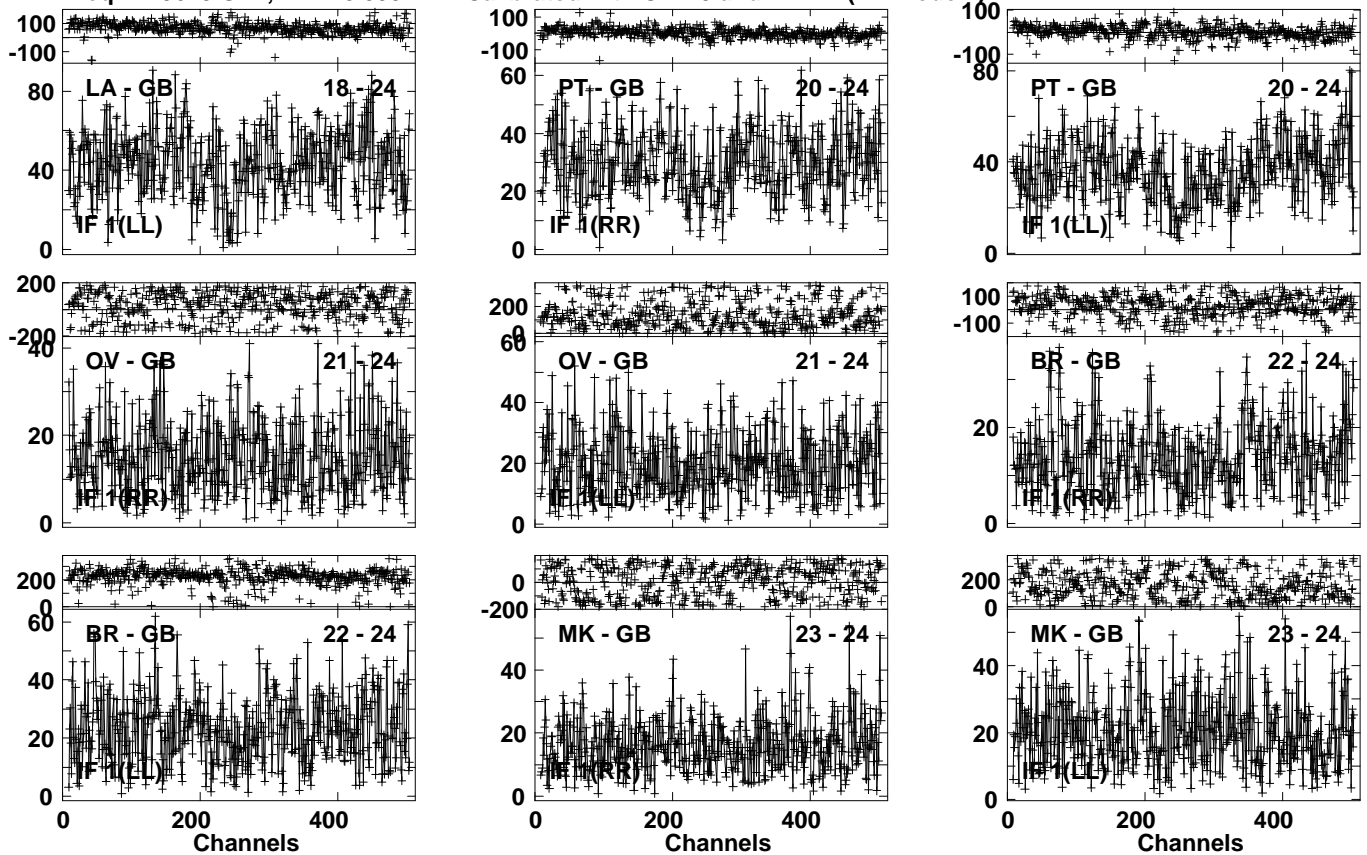 100
-100
80
40
0
LA - GB 18 - 24
IF 1(LL)
100
-100
60
40
20
0
PT - GB 20 - 24
IF 1(RR)
100
-100
80
40
0
PT - GB 20 - 24
IF 1(LL)
200
-200
40
20
0
OV - GB 21 - 24
IF 1(RR)
200
0
60
40
20
0
OV - GB 21 - 24
IF 1(LL)
100
-100
20
0
BR - GB 22 - 24
IF 1(RR)
200
0
60
40
20
0
BR - GB 22 - 24
IF 1(LL)
0
-200
40
20
0
MK - GB 23 - 24
IF 1(RR)
200
0
40
20
0
MK - GB 23 - 24
IF 1(LL)
0 200 400
Channels
0 200 400
Channels
0 200 400
Channels